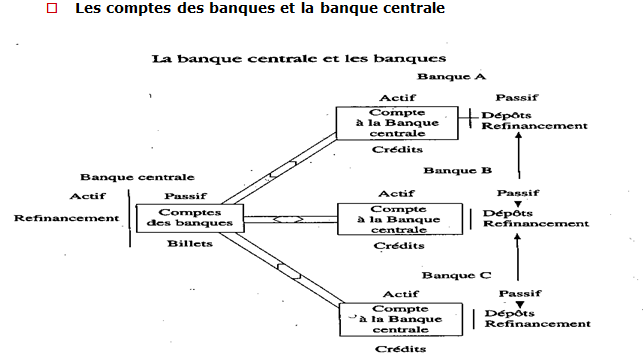 Les comptes des banques et la banque centrale
La banque centrale et les banques
Banque A
Actif Passif
Compte
à la Banque
centrale
Dépôts
Refinancement
Crédits
Banque B
Banque centrale
Actif Passif
Refinancement
Comptes
des banques
Billets
Actif Passif
Compte
à la Banque
centrale
Dépôts
Refinancement
Crédits
Banque C
Actif Passif
Compte
à la Banque
centrale
Dépôts
Refinancement
Crédits